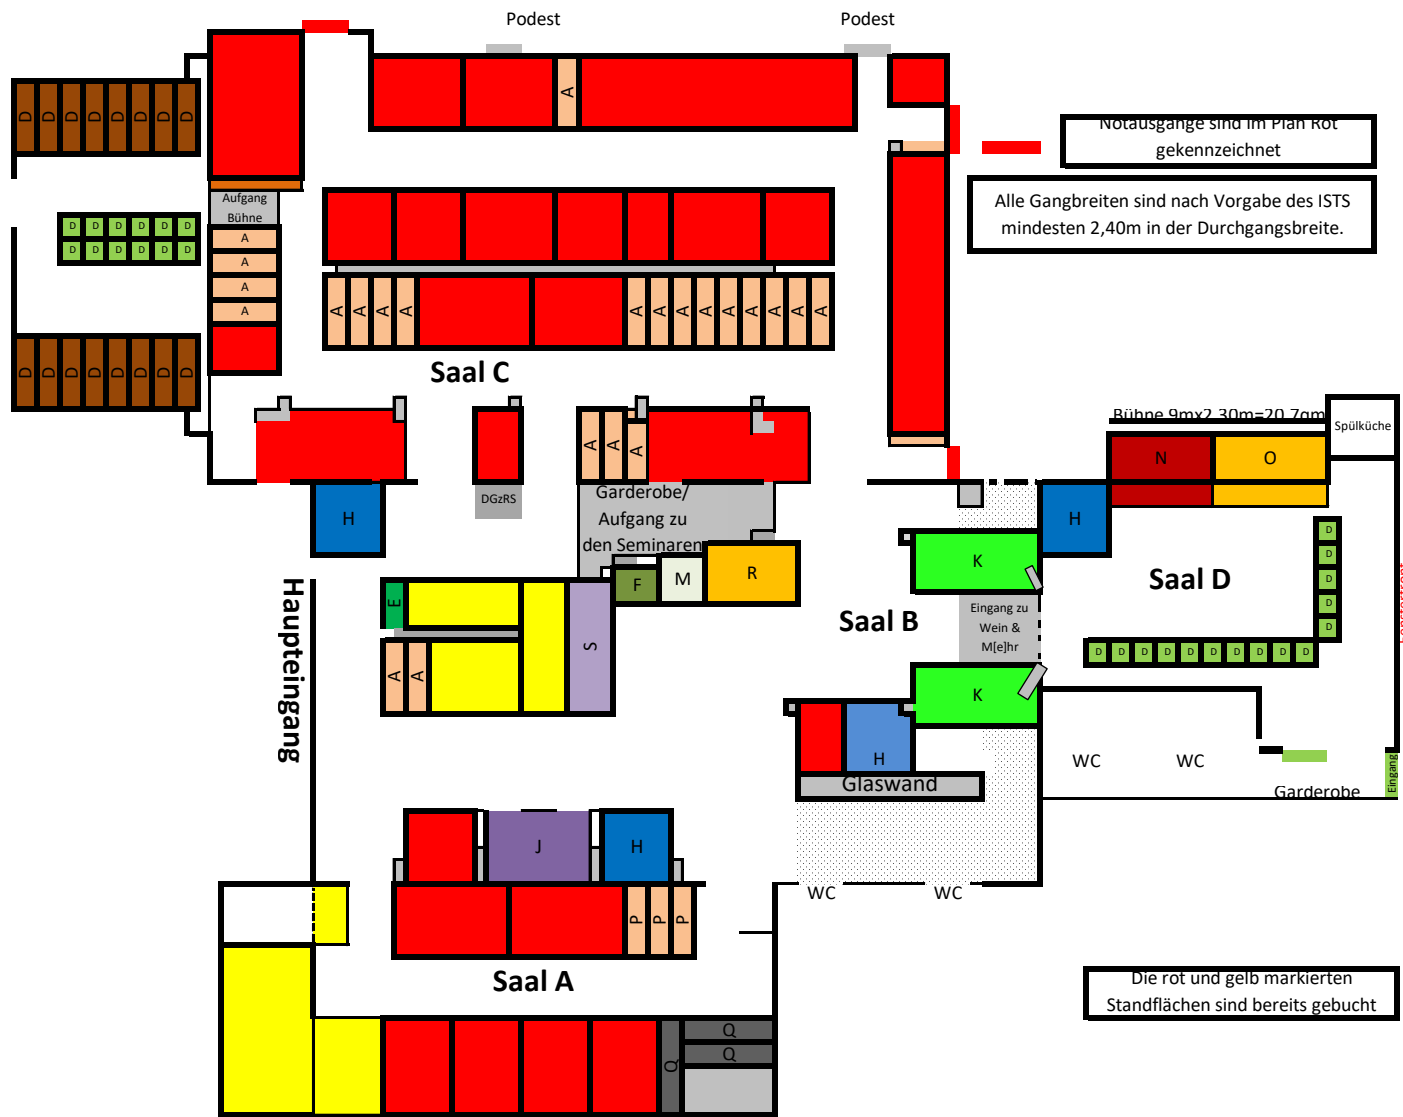 Podest
Podest
Notausgänge sind im Plan Rot
gekennzeichnet
Alle Gangbreiten sind nach Vorgabe des ISTS
mindesten 2,40m in der Durchgangsbreite.
A
D D D D D D D D
Aufgang
Bühne
D D D D D D
D D D D D D
A
A
A
A
A A A A A A A A A A A A A
D D D D D D D D
Saal C
Bühne 9mx2,30m=20,7qm
Spülküche
A A A
N O
DGzRS
Garderobe/
Aufgang zu
den Seminaren
H
H
D
D
D
D
D
K
F M R
Saal D
Haupteingang
E
S
Saal B
Eingang zu
Wein &
M[e]hr
A A
D D D D D D D D D D
K
H
Glaswand
WC WC
Garderobe
Eingang
J H
WC WC
P P P
Saal A
Die rot und gelb markierten
Standflächen sind bereits gebucht
Q
Q
Q